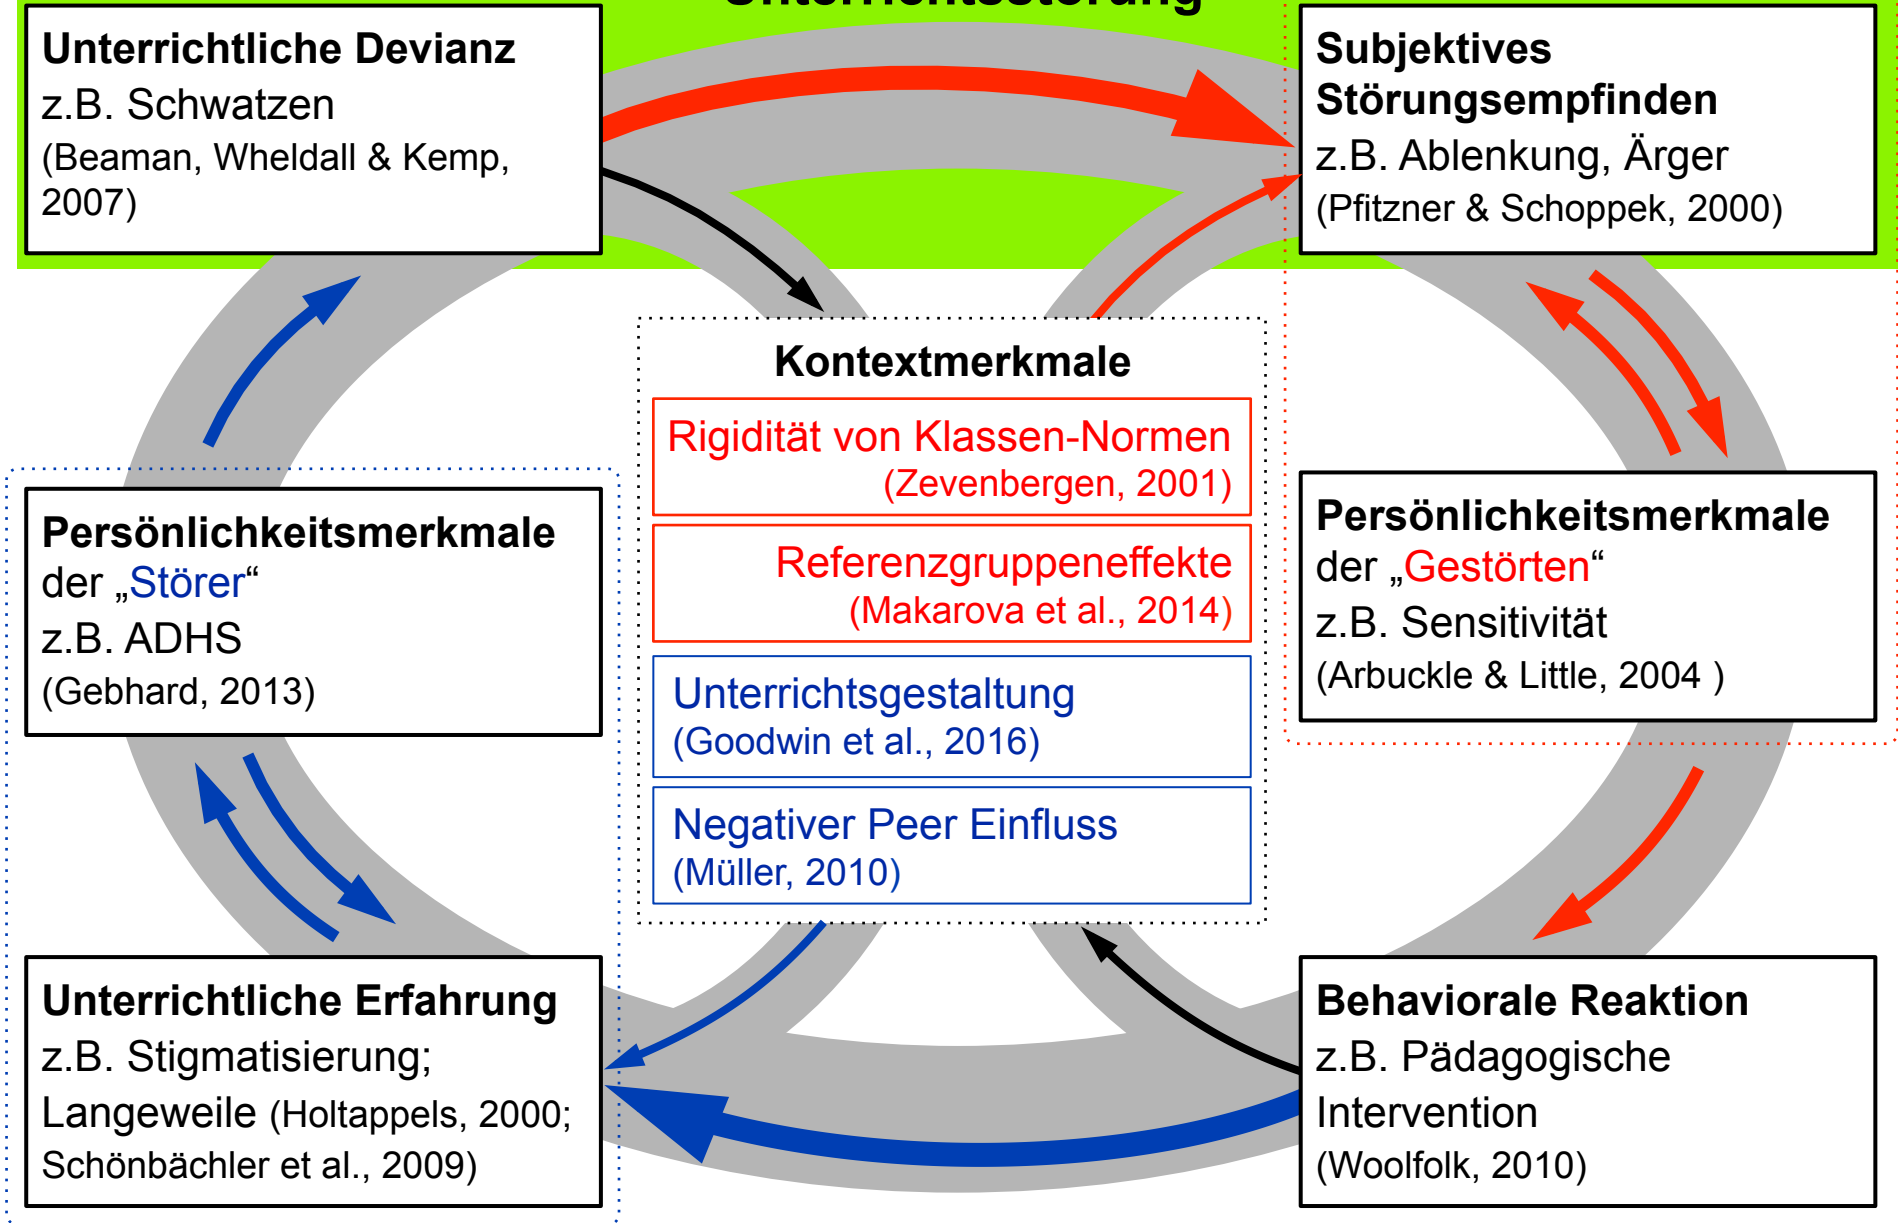 Unterrichtsstörung
Unterrichtliche Devianz
z.B. Schwatzen
(Beaman, Wheldall & Kemp,
2007)
Subjektives
Störungsempfinden
z.B. Ablenkung, Ärger
(Pfitzner & Schoppek, 2000)
Kontextmerkmale
Rigidität von Klassen-Normen
(Zevenbergen, 2001)
Referenzgruppeneffekte
(Makarova et al., 2014)
Unterrichtsgestaltung
(Goodwin et al., 2016)
Negativer Peer Einfluss
(Müller, 2010)
Persönlichkeitsmerkmale
der „Störer“
z.B. ADHS
(Gebhard, 2013)
Persönlichkeitsmerkmale
der „Gestörten“
z.B. Sensitivität
(Arbuckle & Little, 2004 )
Unterrichtliche Erfahrung
z.B. Stigmatisierung;
Langeweile (Holtappels, 2000;
Schönbächler et al., 2009)
Behaviorale Reaktion
z.B. Pädagogische
Intervention
(Woolfolk, 2010)